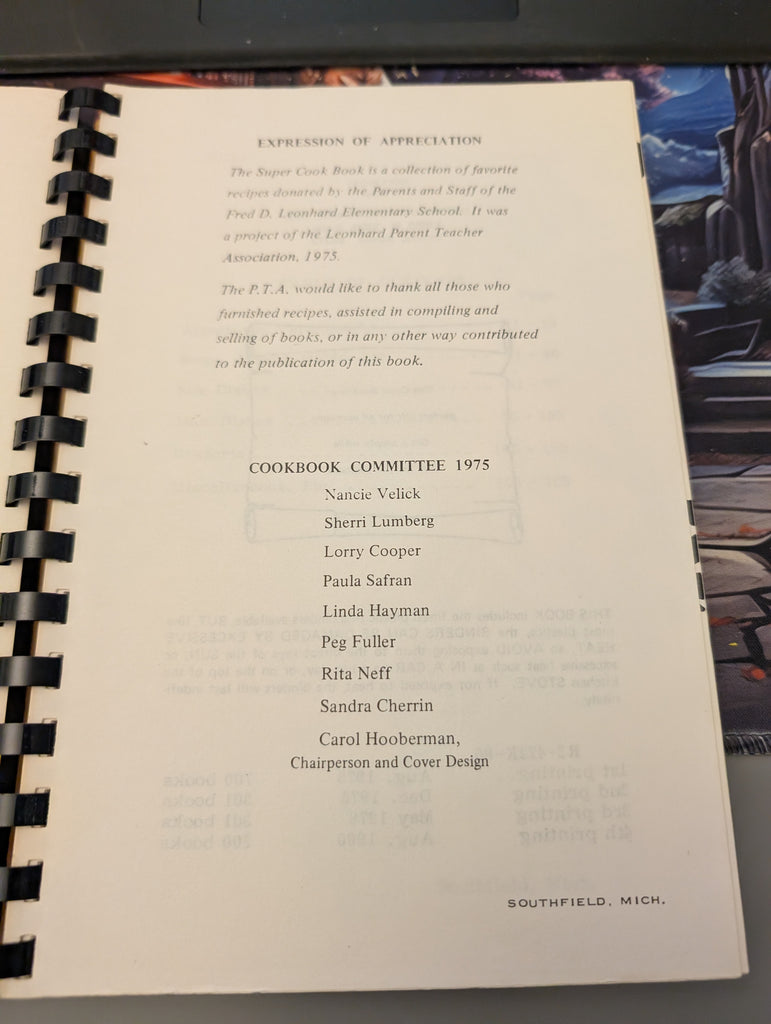 EXPRESSION OF APPRECIATION
The Super Cook Book is a collection of favorite
recipes donated by the Parents and Staff of the
Fred D. Leonhard Elementary School. It was
a project of the Leonhard Parent Teacher
Association, 1975.
The P.T.A. would like to thank all those who
furnished recipes, assisted in compiling and
selling of books, or in any other way contributed
to the publication of this book.
COOKBOOK COMMITTEE 1975
Nancie Velick
Sherri Lumberg
Lorry Cooper
Paula Safran
Linda Hayman
Peg Fuller
Rita Neff
Sandra Cherrin
Carol Hooberman,
Chairperson and Cover Design
SOUTHFIELD, MICH.